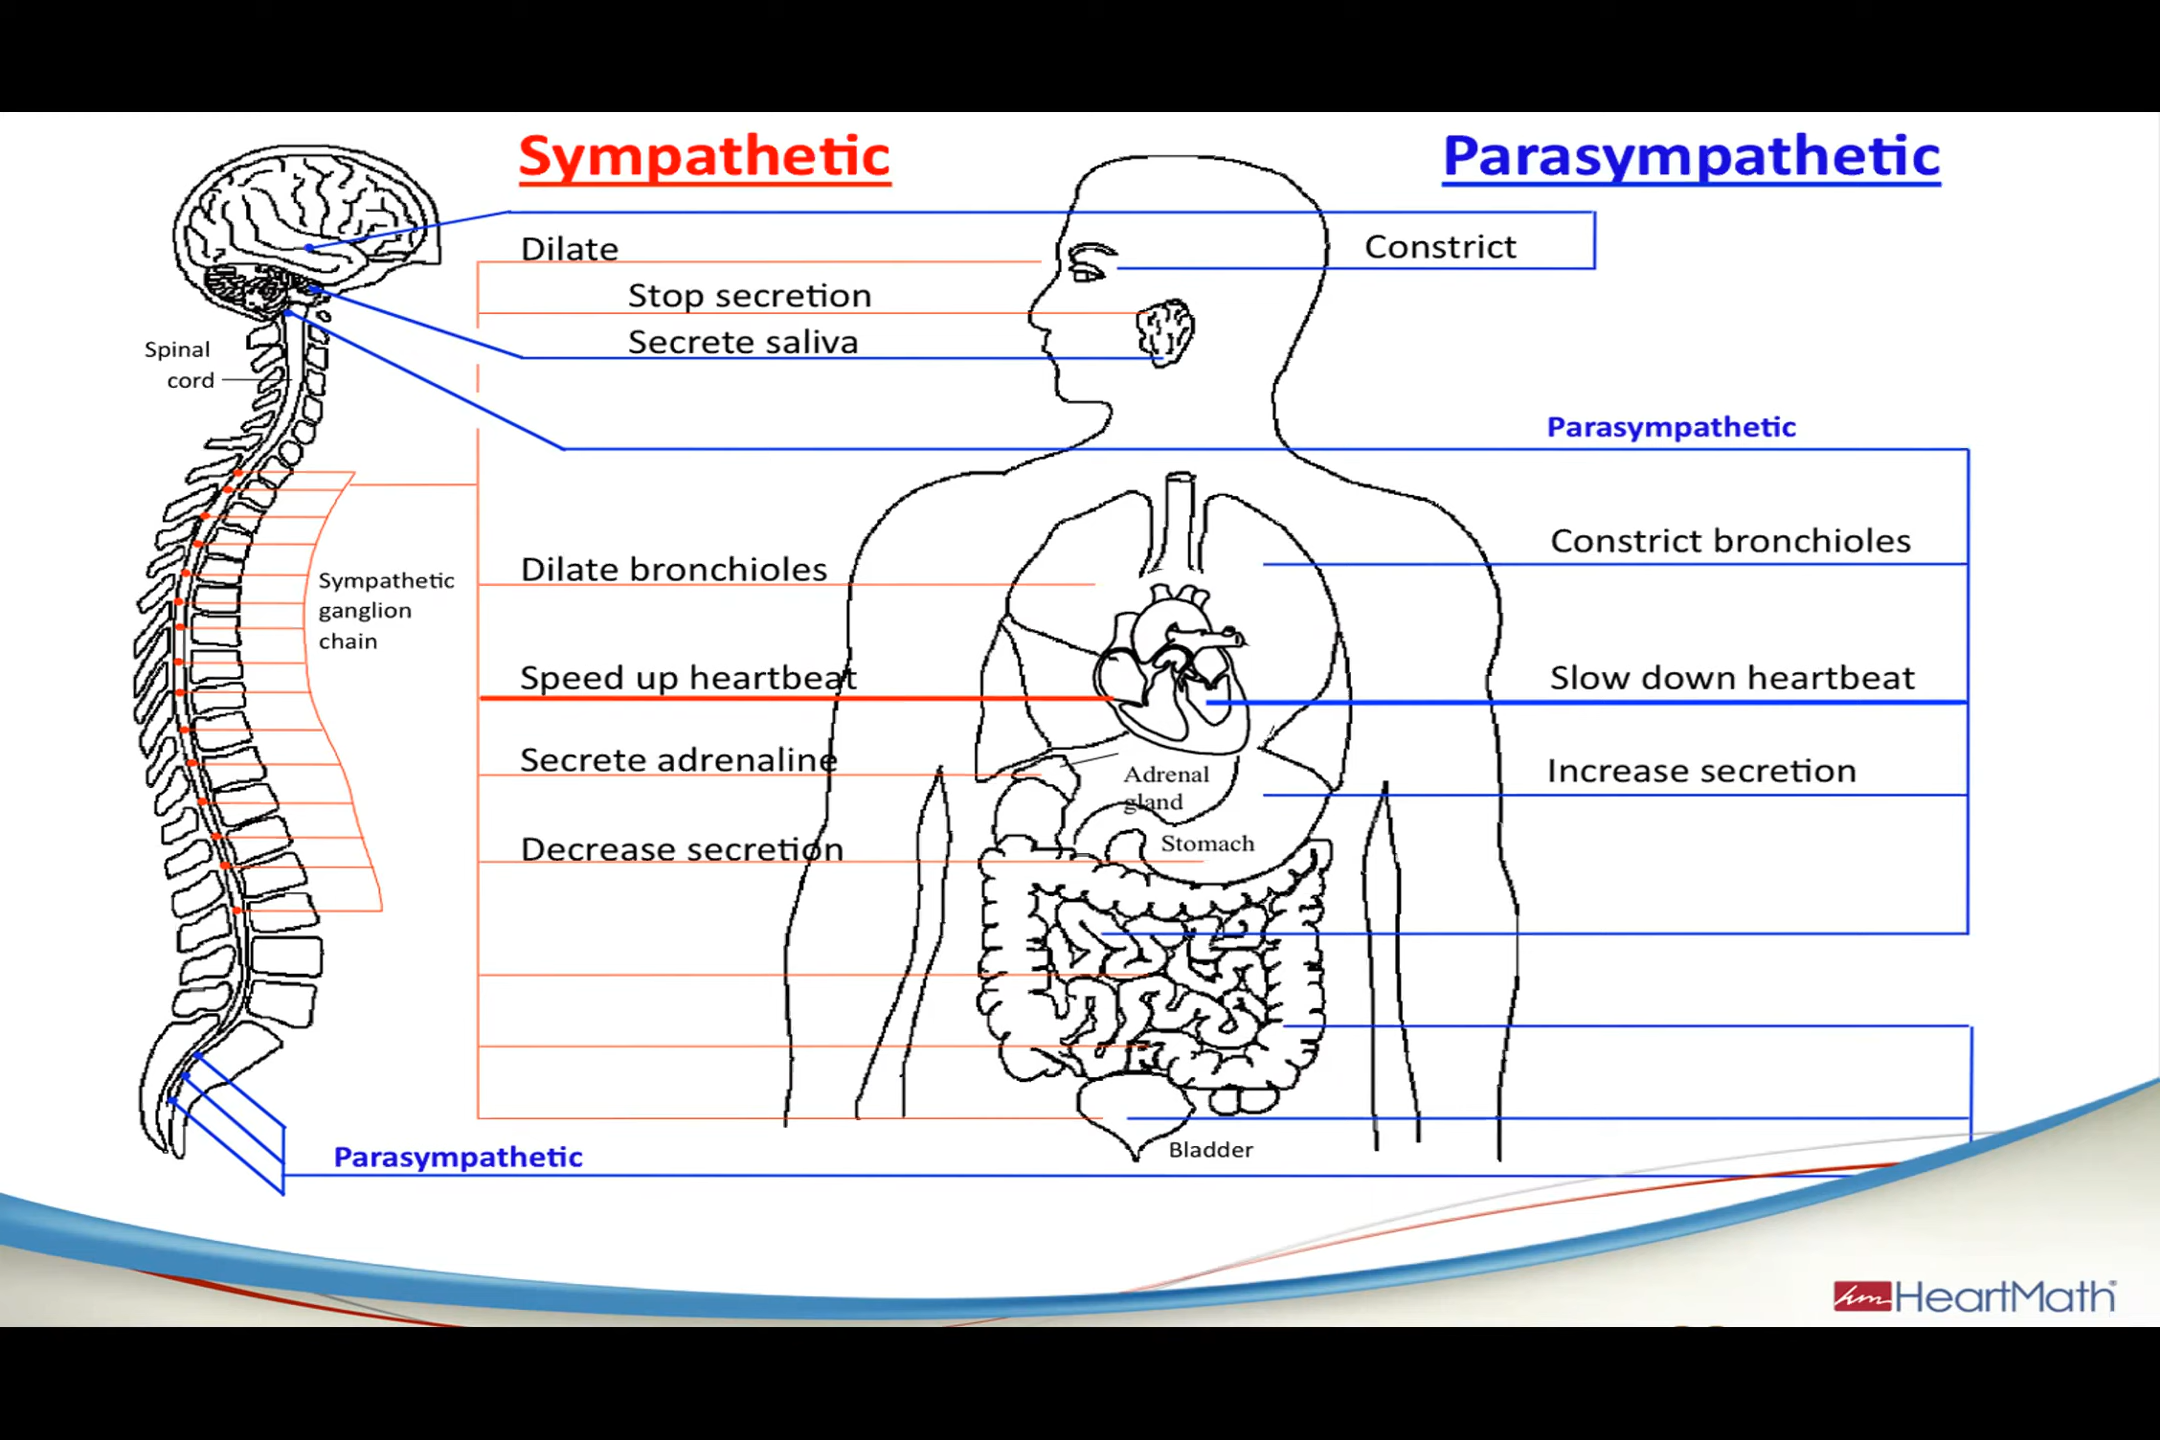 Sympathetic
Parasympathetic
Dilate
Constrict
Stop secretion
Secrete saliva
Spinal
cord
Parasympathetic
Constrict bronchioles
Dilate bronchioles
Sympathetic
ganglion
chain
Speed up heartbeat
Slow down heartbeat
Secrete adrenaline
Adrenal
gland
Increase secretion
Decrease secretion
Stomach
Bladder
Parasympathetic
hm HeartMath®